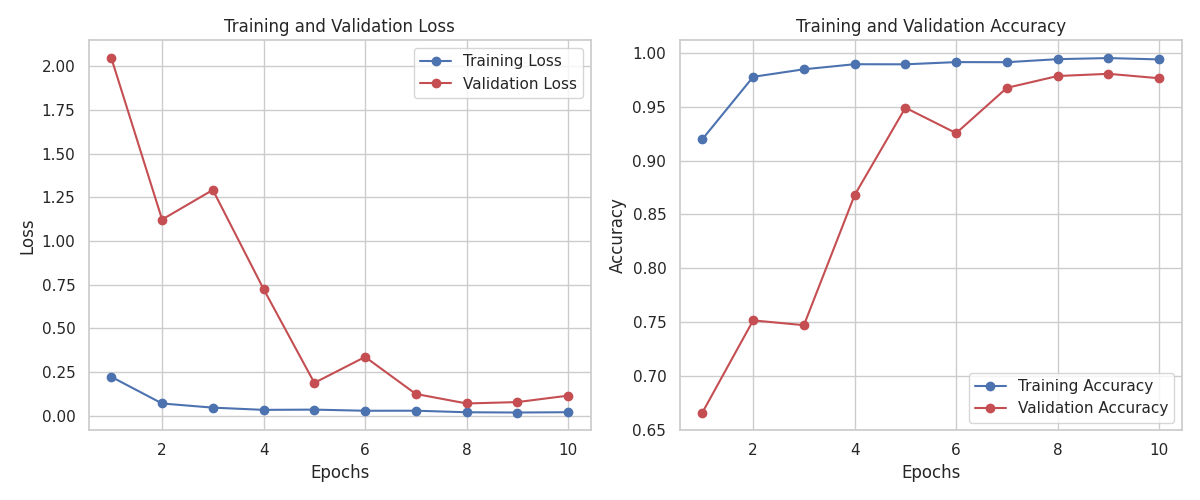 Training and Validation Loss
Training Loss
Validation Loss
2.00
1.75
1.50
1.25
1.00
0.75
0.50
0.25
0.00
Loss
2 4 6 8 10
Epochs
Training and Validation Accuracy
1.00
0.95
0.90
0.85
0.80
0.75
0.70
0.65
Accuracy
Training Accuracy
Validation Accuracy
2 4 6 8 10
Epochs